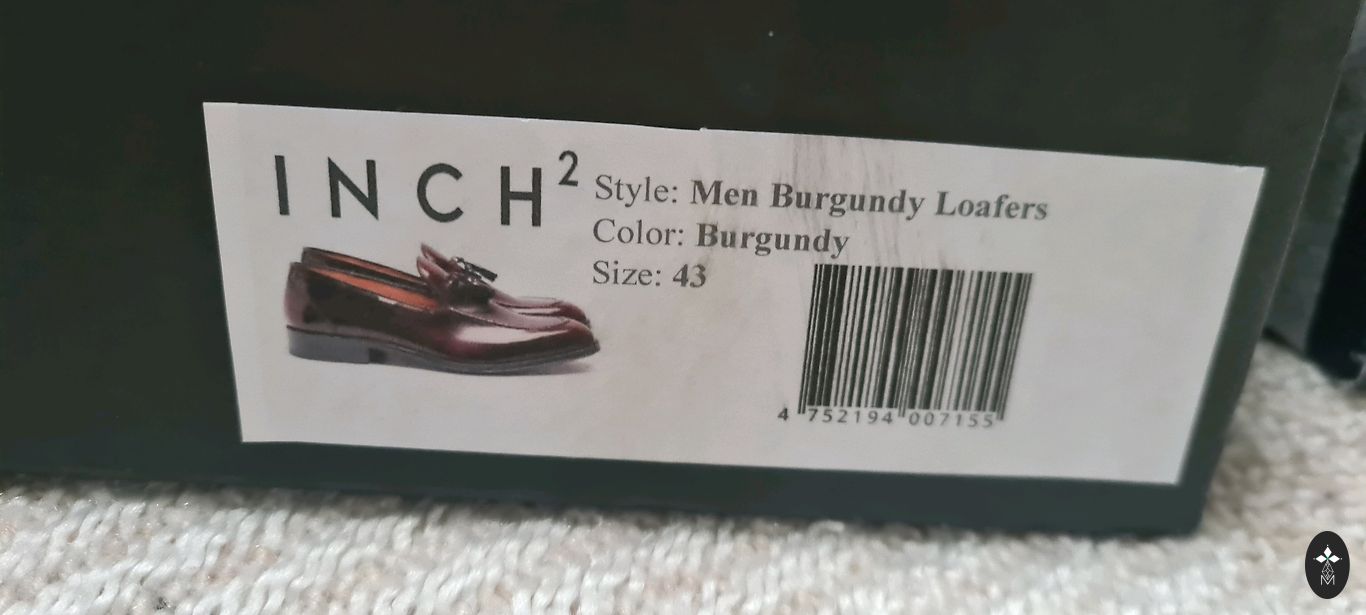 INCH²
Style: Men Burgundy Loafers
Color: Burgundy
Size: 43
4 752194 007155
M